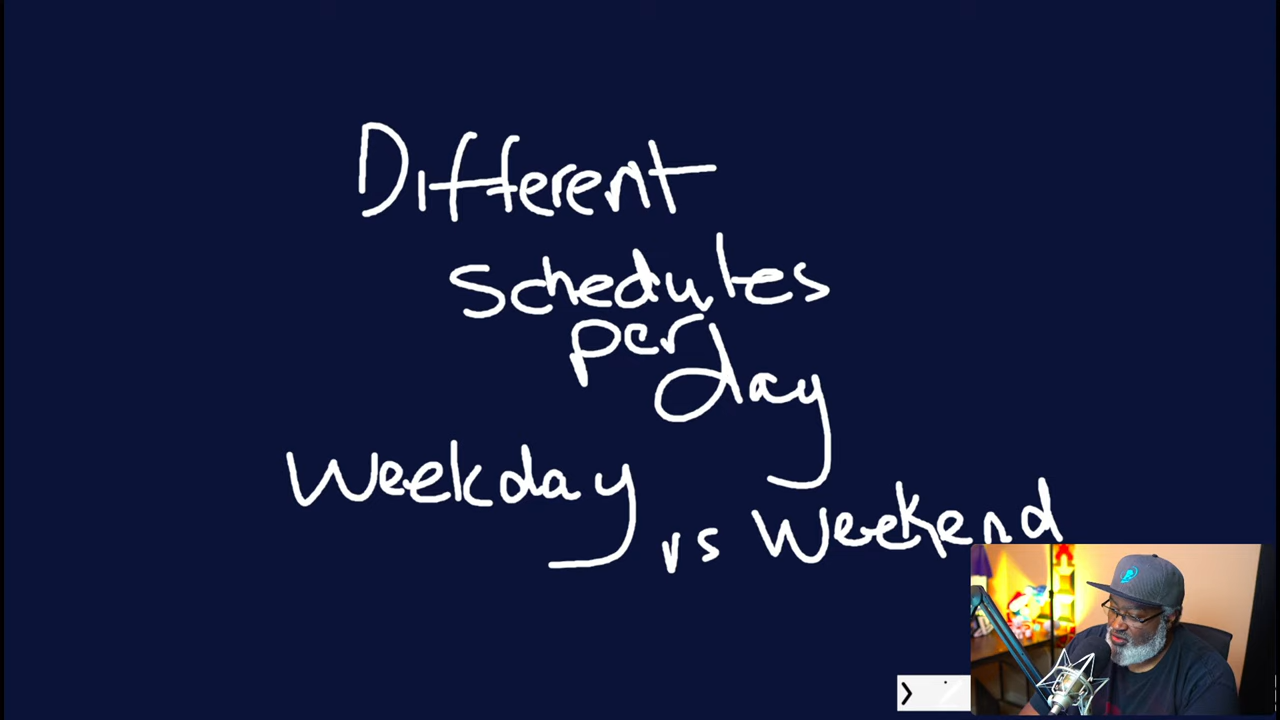 Different
Schedules
per
day
Weekday
vs Weekend